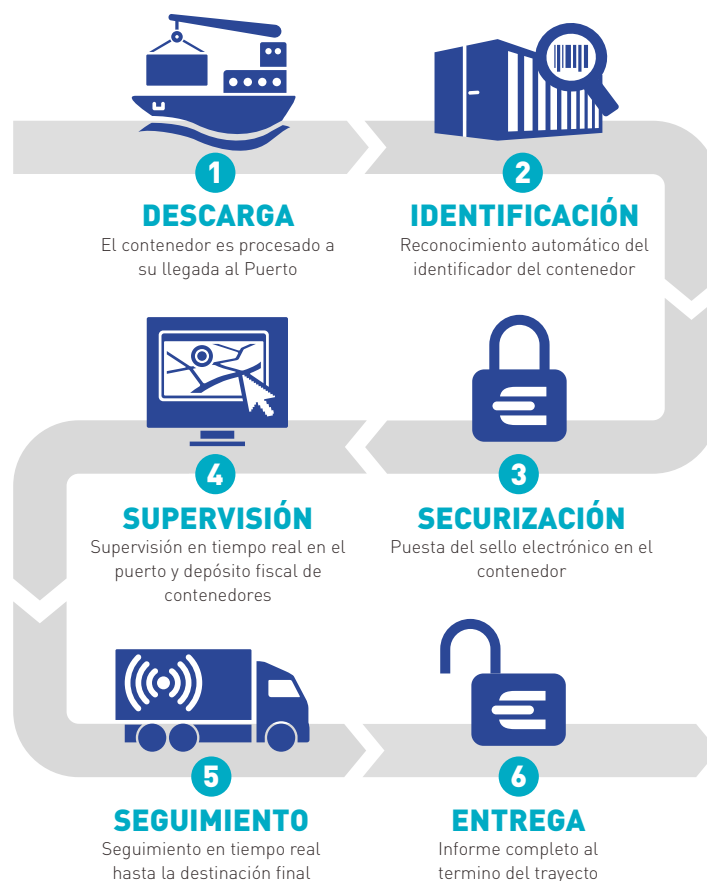 1
DESCARGA
El contenedor es procesado a
su llegada al Puerto
2
IDENTIFICACIÓN
Reconocimiento automático del
identificador del contenedor
3
SECURIZACIÓN
Puesta del sello electrónico en el
contenedor
4
SUPERVISIÓN
Supervisión en tiempo real en el
puerto y depósito fiscal de
contenedores
5
SEGUIMIENTO
Seguimiento en tiempo real
hasta la destinación final
6
ENTREGA
Informe completo al
termino del trayecto